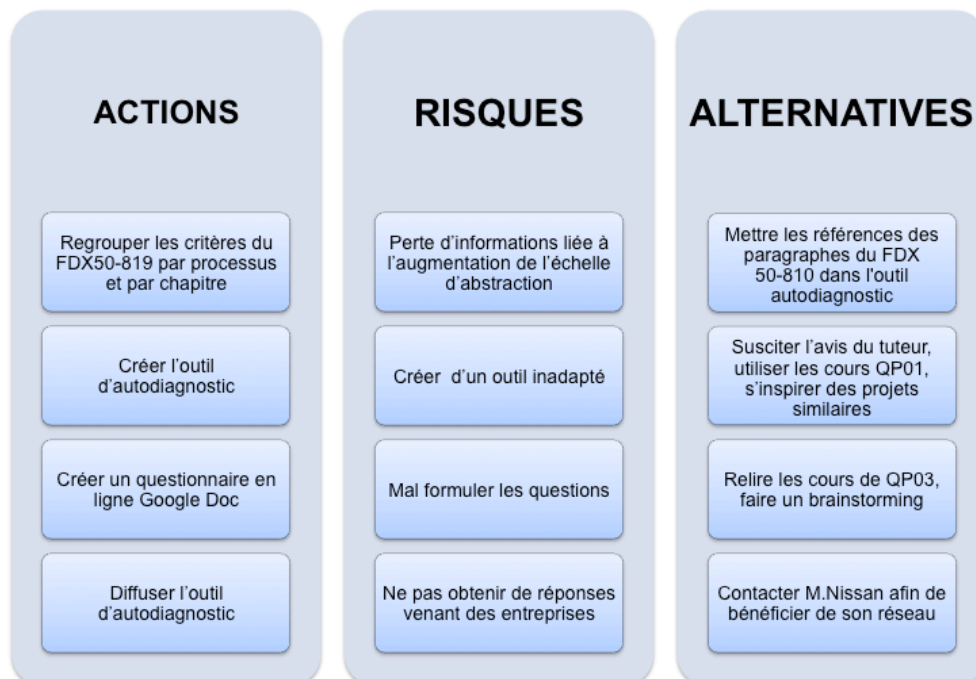 ACTIONS
Regrouper les critères du
FDX50-819 par processus
et par chapitre
Créer l'outil
d'autodiagnostic
Créer un questionnaire en
ligne Google Doc
Diffuser l'outil
d'autodiagnostic
RISQUES
Perte d'informations liée à
l'augmentation de l'échelle
d'abstraction
Créer  d'un outil inadapté
Mal formuler les questions
Ne pas obtenir de réponses
venant des entreprises
ALTERNATIVES
Mettre les références des
paragraphes du FDX
50-810 dans l'outil
autodiagnostic
Susciter l'avis du tuteur,
utiliser les cours QP01,
s'inspirer des projets
similaires
Relire les cours de QP03,
faire un brainstorming
Contacter M.Nissan afin de
bénéficier de son réseau